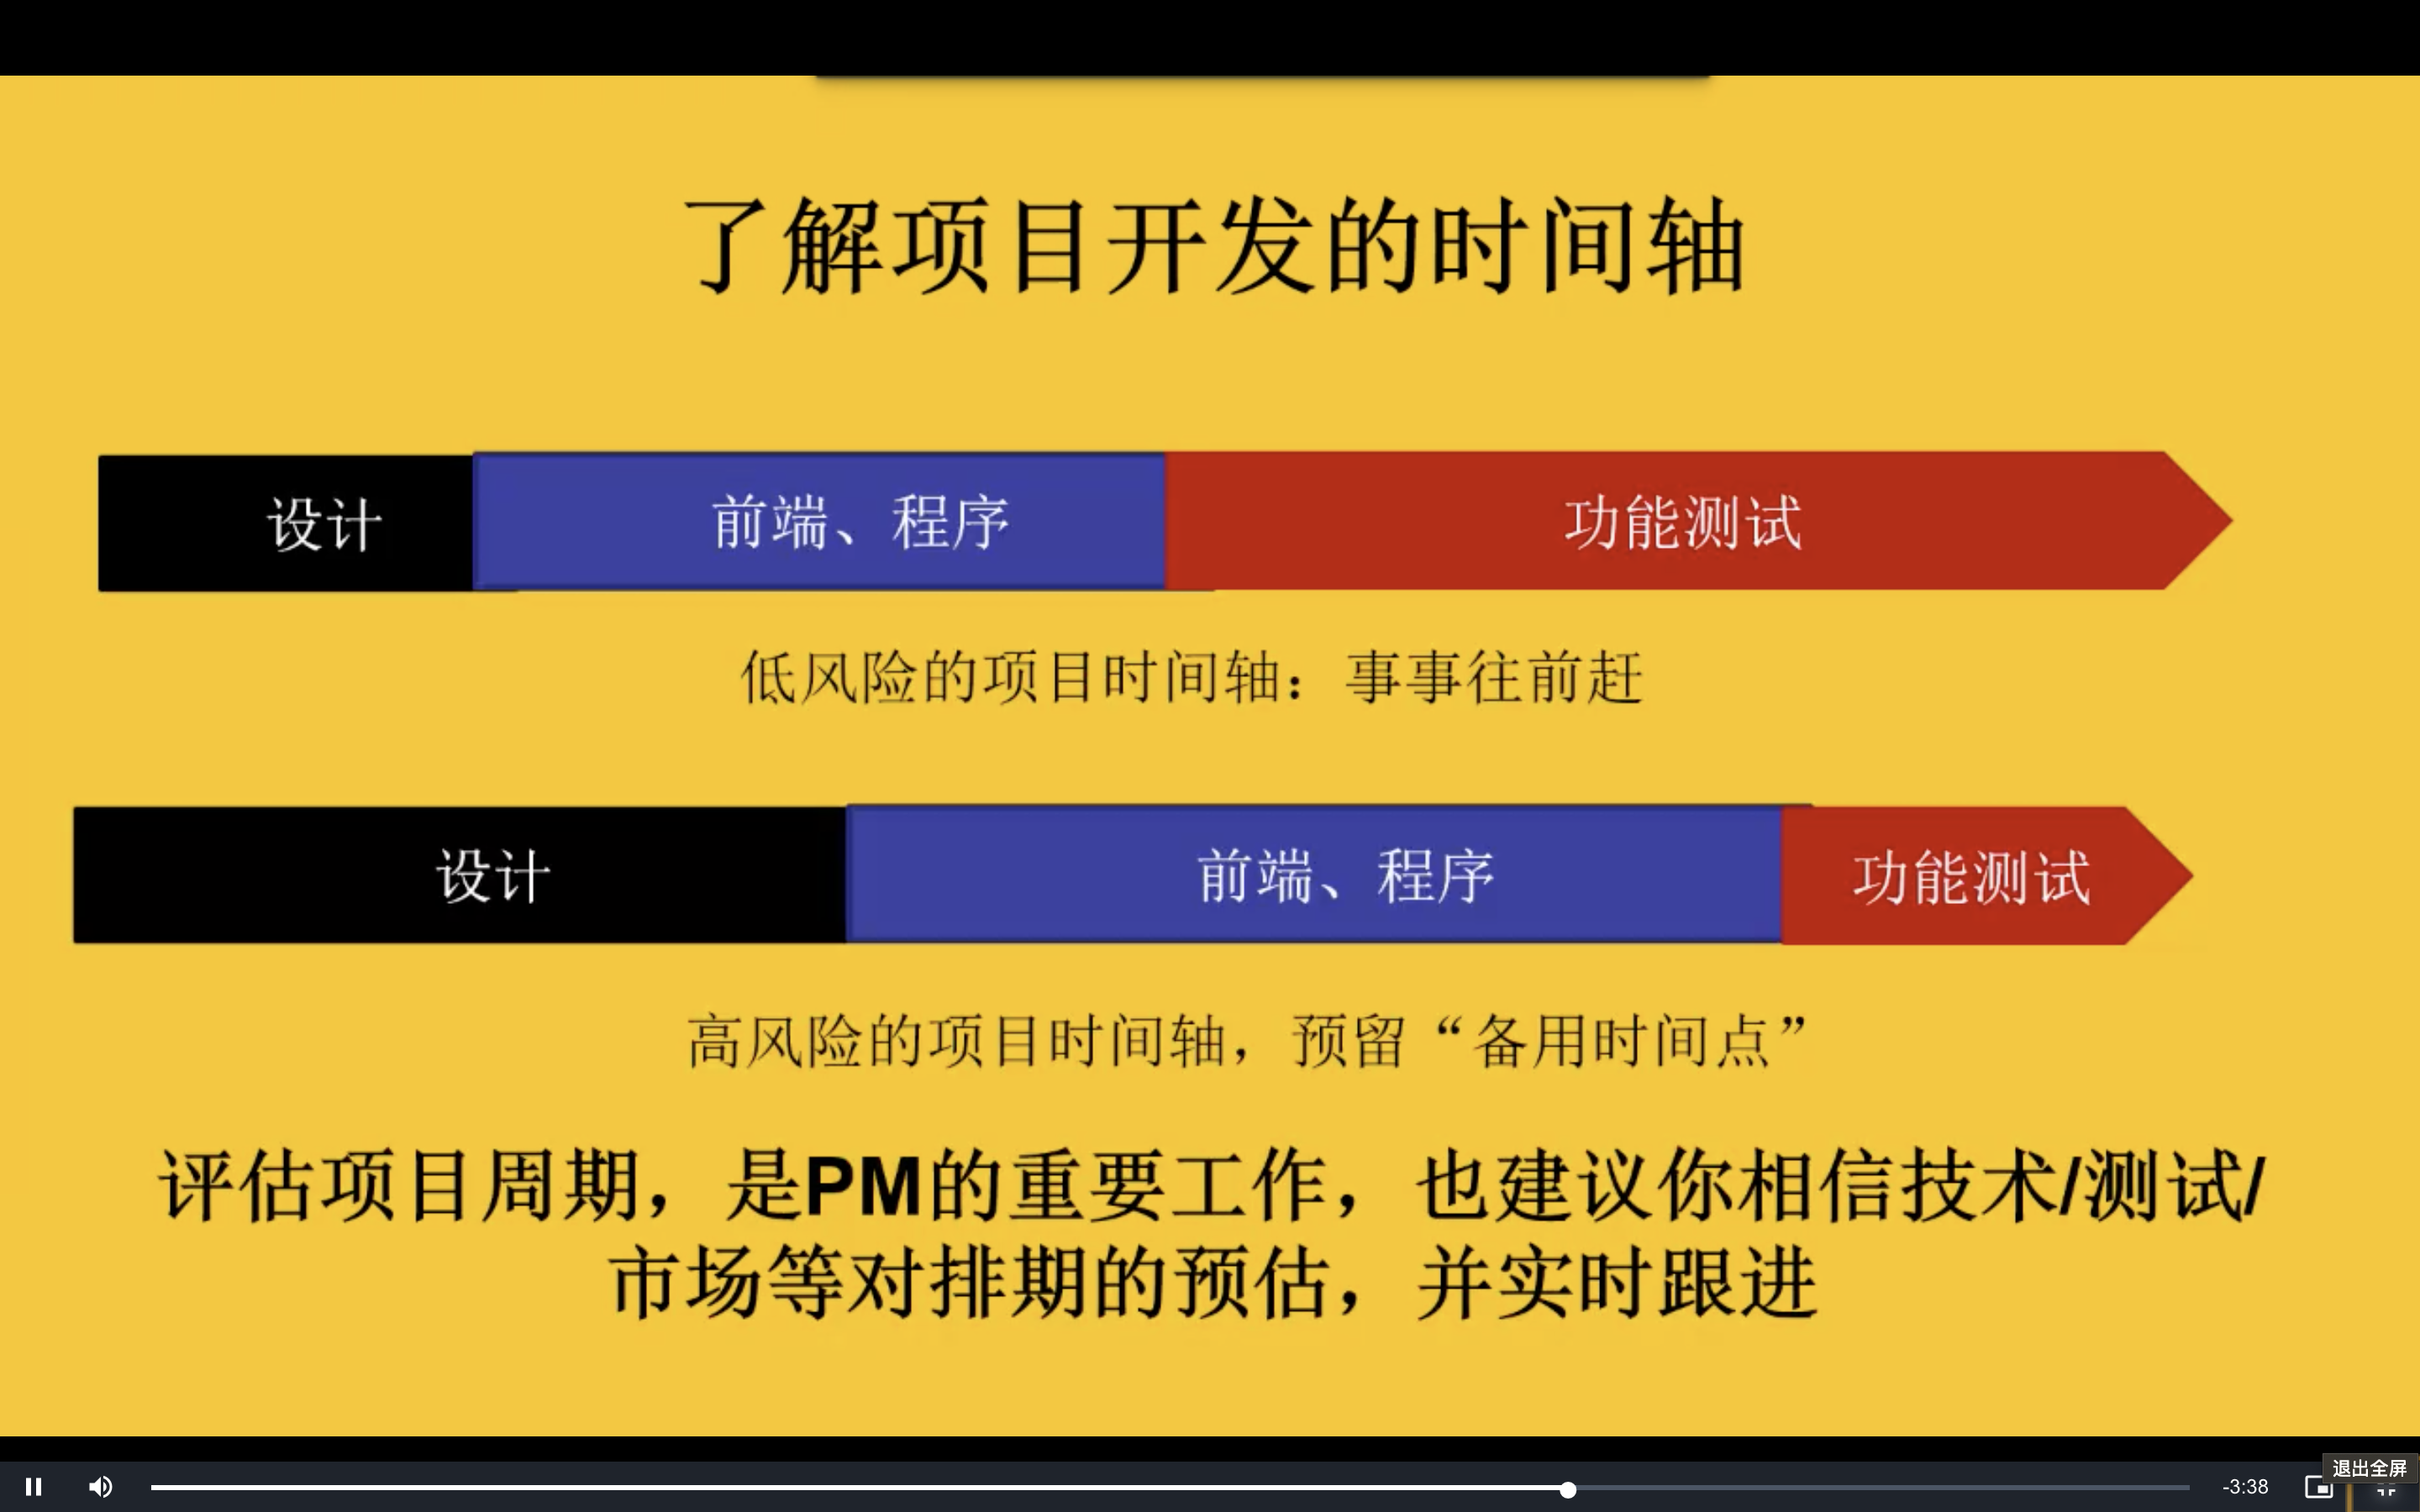 了解项目开发的时间轴
设计
前端、程序
功能测试
低风险的项目时间轴：事事往前赶
设计
前端、程序
功能测试
高风险的项目时间轴，预留“备用时间点”
评估项目周期，是PM的重要工作，也建议你相信技术/测试/
市场等对排期的预估，并实时跟进
退出全屏
-3:38